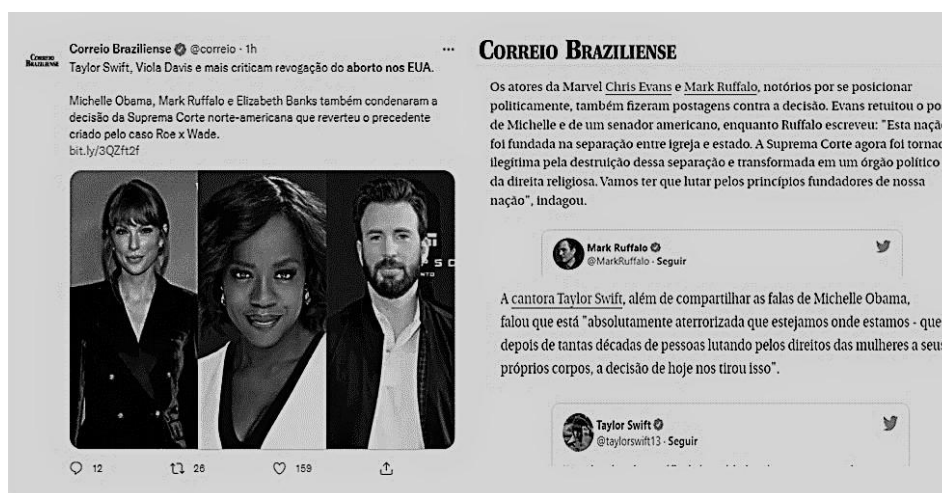 Correio Braziliense @correio · 1h
CORREIO
BRAZILIENSE
Taylor Swift, Viola Davis e mais criticam revogação do aborto nos EUA.
Michelle Obama, Mark Ruffalo e Elizabeth Banks também condenaram a
decisão da Suprema Corte norte-americana que reverteu o precedente
criado pelo caso Roe x Wade.
bit.ly/3QZft2f
12 26 159
CORREIO BRAZILIENSE
Os atores da Marvel Chris Evans e Mark Ruffalo, notórios por se posicionar
politicamente, também fizeram postagens contra a decisão. Evans retuitou o po
de Michelle e de um senador americano, enquanto Ruffalo escreveu: "Esta naçã
foi fundada na separação entre igreja e estado. A Suprema Corte agora foi tornad
ilegítima pela destruição dessa separação e transformada em um órgão político
da direita religiosa. Vamos ter que lutar pelos princípios fundadores de nossa
nação", indagou.
Mark Ruffalo
@MarkRuffalo · Seguir
A cantora Taylor Swift, além de compartilhar as falas de Michelle Obama,
falou que está "absolutamente aterrorizada que estejamos onde estamos - que
depois de tantas décadas de pessoas lutando pelos direitos das mulheres a seus
próprios corpos, a decisão de hoje nos tirou isso".
Taylor Swift
@taylorswift13 · Seguir